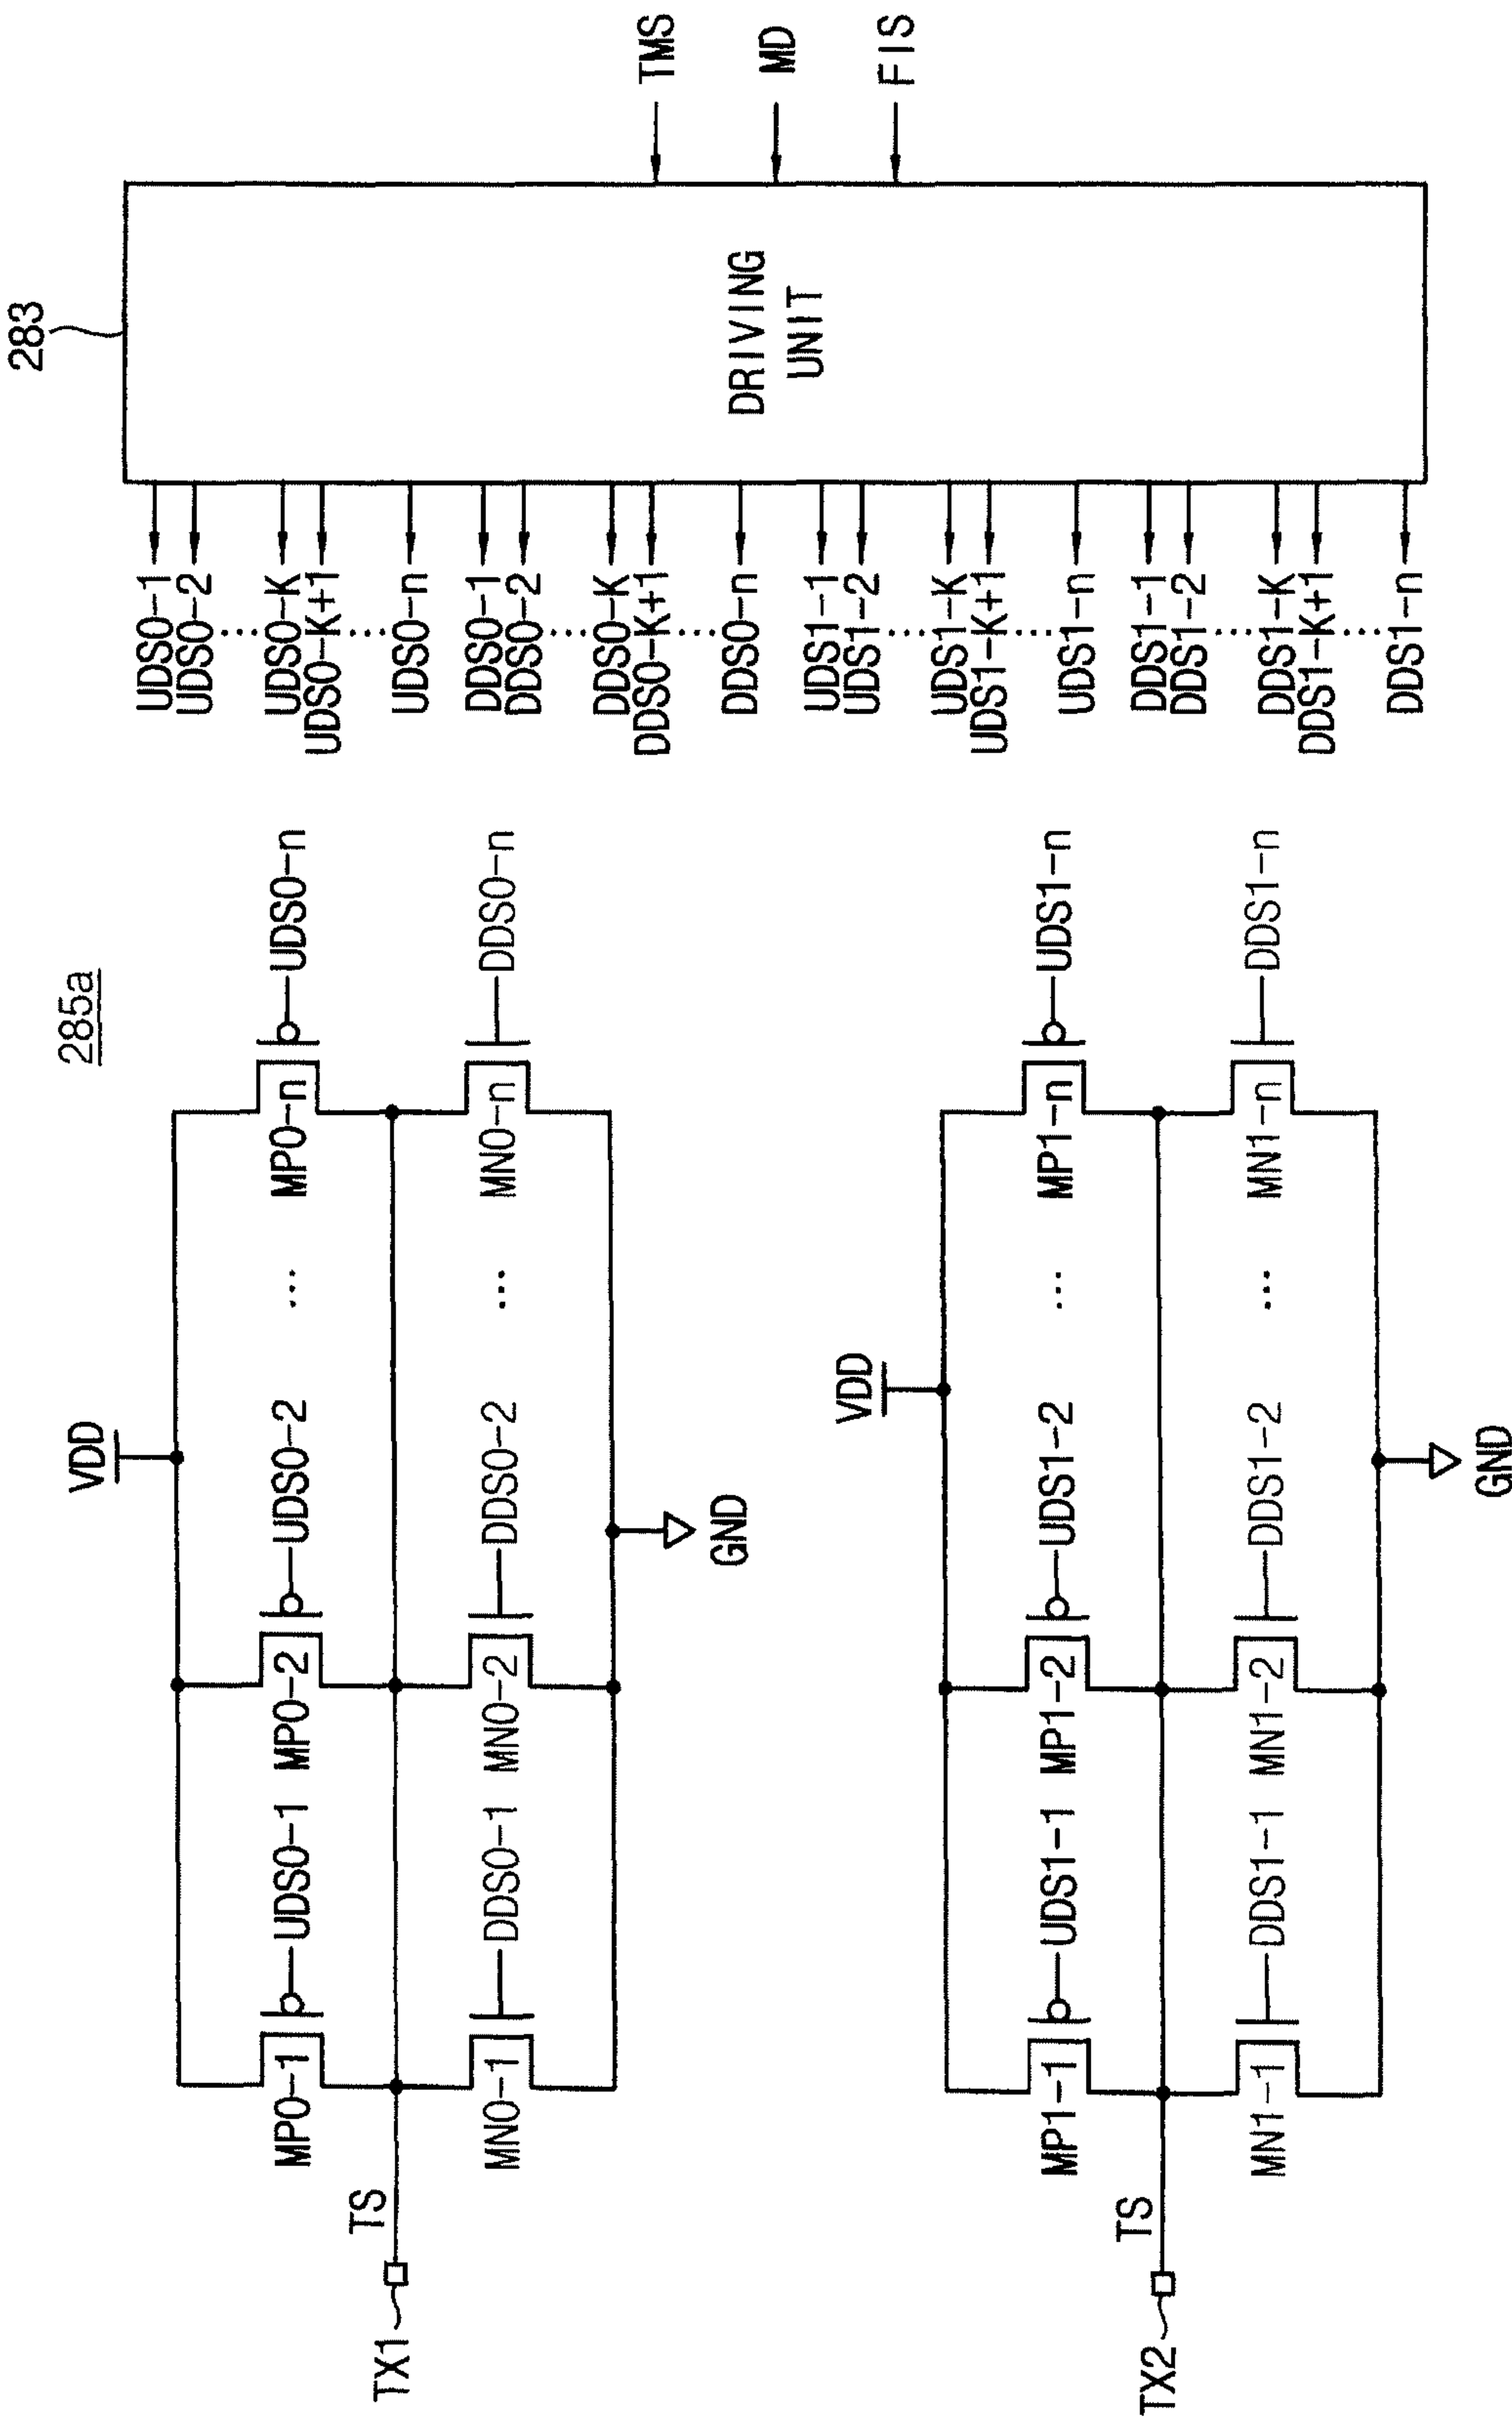 285a
283
VDD
MP0-1
UDS0-1
MP0-2
UDS0-2
...
MP0-n
UDS0-n
TX1
TS
MN0-1
DDS0-1
MN0-2
DDS0-2
...
MN0-n
DDS0-n
GND
VDD
MP1-1
UDS1-1
MP1-2
UDS1-2
...
MP1-n
UDS1-n
TX2
TS
MN1-1
DDS1-1
MN1-2
DDS1-2
...
MN1-n
DDS1-n
GND
UDS0-1
UDS0-2
UDS0-K
UDS0-K+1
UDS0-n
DDS0-1
DDS0-2
DDS0-K
DDS0-K+1
DDS0-n
UDS1-1
UDS1-2
UDS1-K
UDS1-K+1
UDS1-n
DDS1-1
DDS1-2
DDS1-K
DDS1-K+1
DDS1-n
DRIVING
UNIT
TMS
MD
FIS